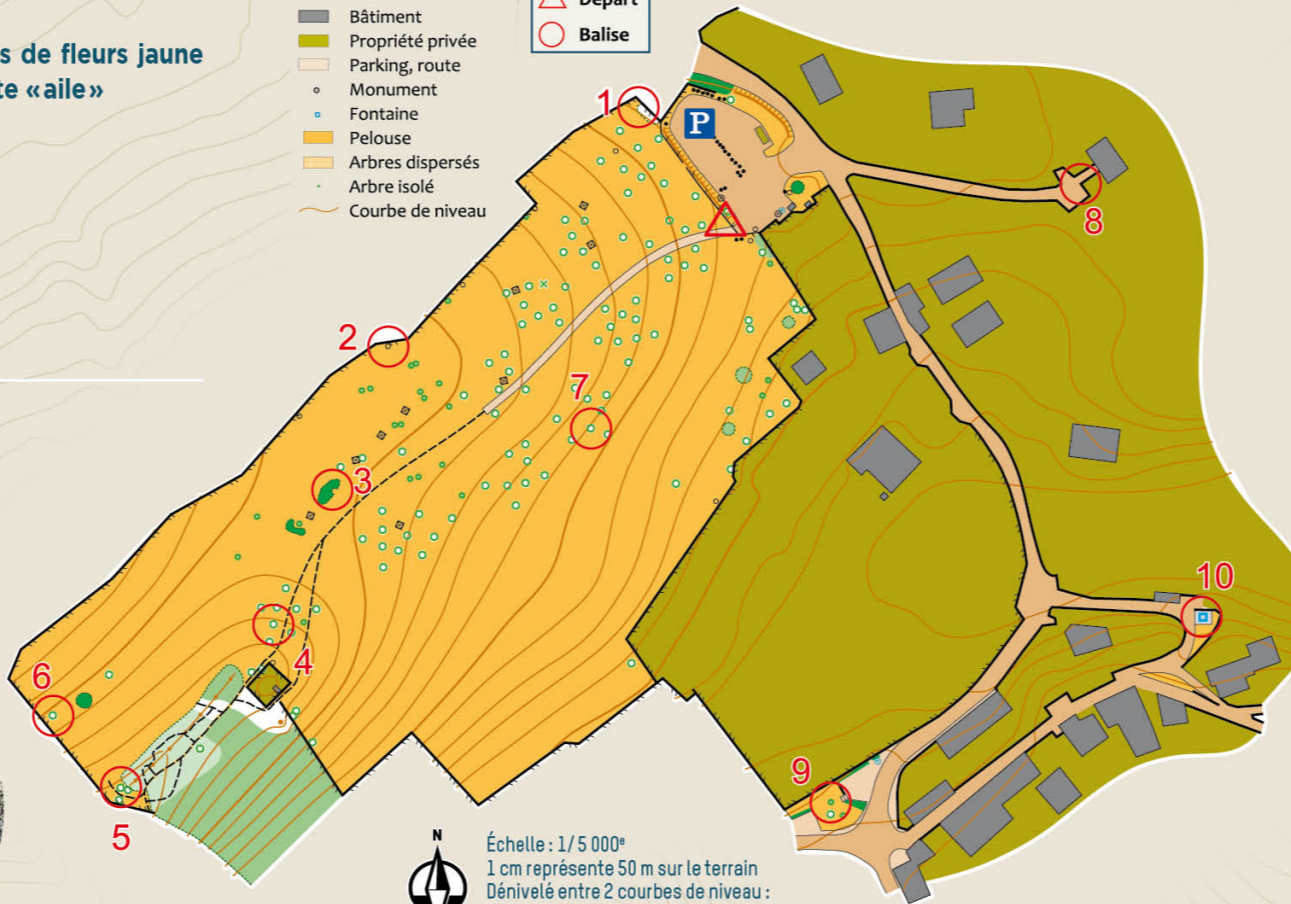 s de fleurs jaune
te «aile»
Départ
Balise
Bâtiment
Propriété privée
Parking, route
Monument
Fontaine
Pelouse
Arbres dispersés
Arbre isolé
Courbe de niveau
1
P
8
2
7
3
10
4
6
9
5
N
Échelle : 1/5 000ᵉ
1 cm représente 50 m sur le terrain
Dénivelé entre 2 courbes de niveau :